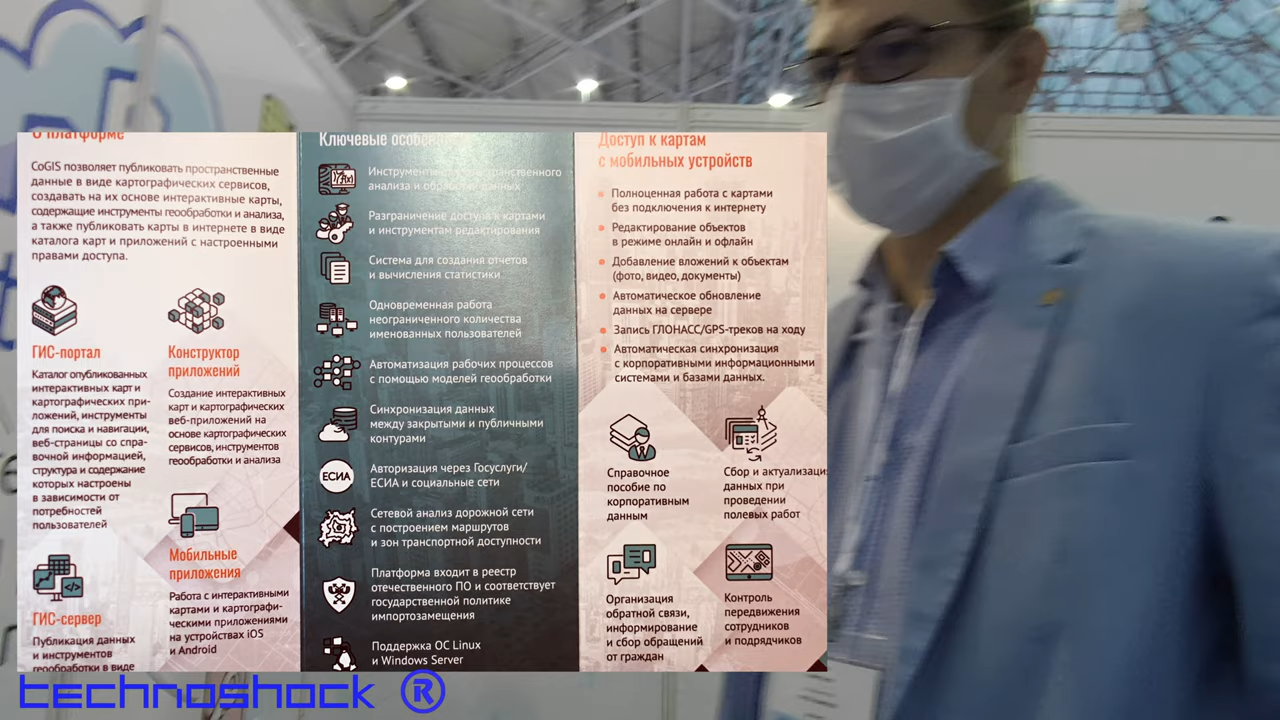 О платформе
CoGIS позволяет публиковать пространственные
данные в виде картографических сервисов,
создавать на их основе интерактивные карты,
содержащие инструменты геообработки и анализа,
а также публиковать карты в интернете в виде
каталога карт и приложений с настроенными
правами доступа.
ГИС-портал
Каталог опубликованных
интерактивных карт и
картографических при-
ложений, инструменты
для поиска и навигации,
веб-страницы со спра-
вочной информацией,
структура и содержание
которых настроены
в зависимости от
потребностей
пользователей
ГИС-сервер
Публикация данных
и инструментов
геообработки в виде
Конструктор
приложений
Создание интерактивных
карт и картографических
веб-приложений на
основе картографических
сервисов, инструментов
геообработки и анализа
Мобильные
приложения
Работа с интерактивными
картами и картографи-
ческими приложениями
на устройствах iOS
и Android
Ключевые
Инструменты пространственного
анализа и обработки данных
Разграничение доступа к картами
и инструментам редактирования
Система для создания отчетов
и вычисления статистики
Одновременная работа
неограниченного количества
именованных пользователей
Автоматизация рабочих процессов
с помощью моделей геообработки
Синхронизация данных
между закрытыми и публичными
контурами
ЕСИА
Авторизация через Госуслуги/
ЕСИА и социальные сети
Сетевой анализ дорожной сети
с построением маршрутов
и зон транспортной доступности
Платформа входит в реестр
отечественного ПО и соответствует
государственной политике
импортозамещения
Поддержка ОС Linux
и Windows Server
Доступ к картам
с мобильных устройств
Полноценная работа с картами
без подключения к интернету
Редактирование объектов
в режиме онлайн и офлайн
Добавление вложений к объектам
(фото, видео, документы)
Автоматическое обновление
данных на сервере
Запись ГЛОНАСС/GPS-треков на ходу
Автоматическая синхронизация
с корпоративными информационными
системами и базами данных.
Справочное
пособие по
корпоративным
данным
Сбор и актуализация
данных при
проведении
полевых работ
Организация
обратной связи,
информирование
и сбор обращений
от граждан
Контроль
передвижения
сотрудников
и подрядчиков
technoshock ®